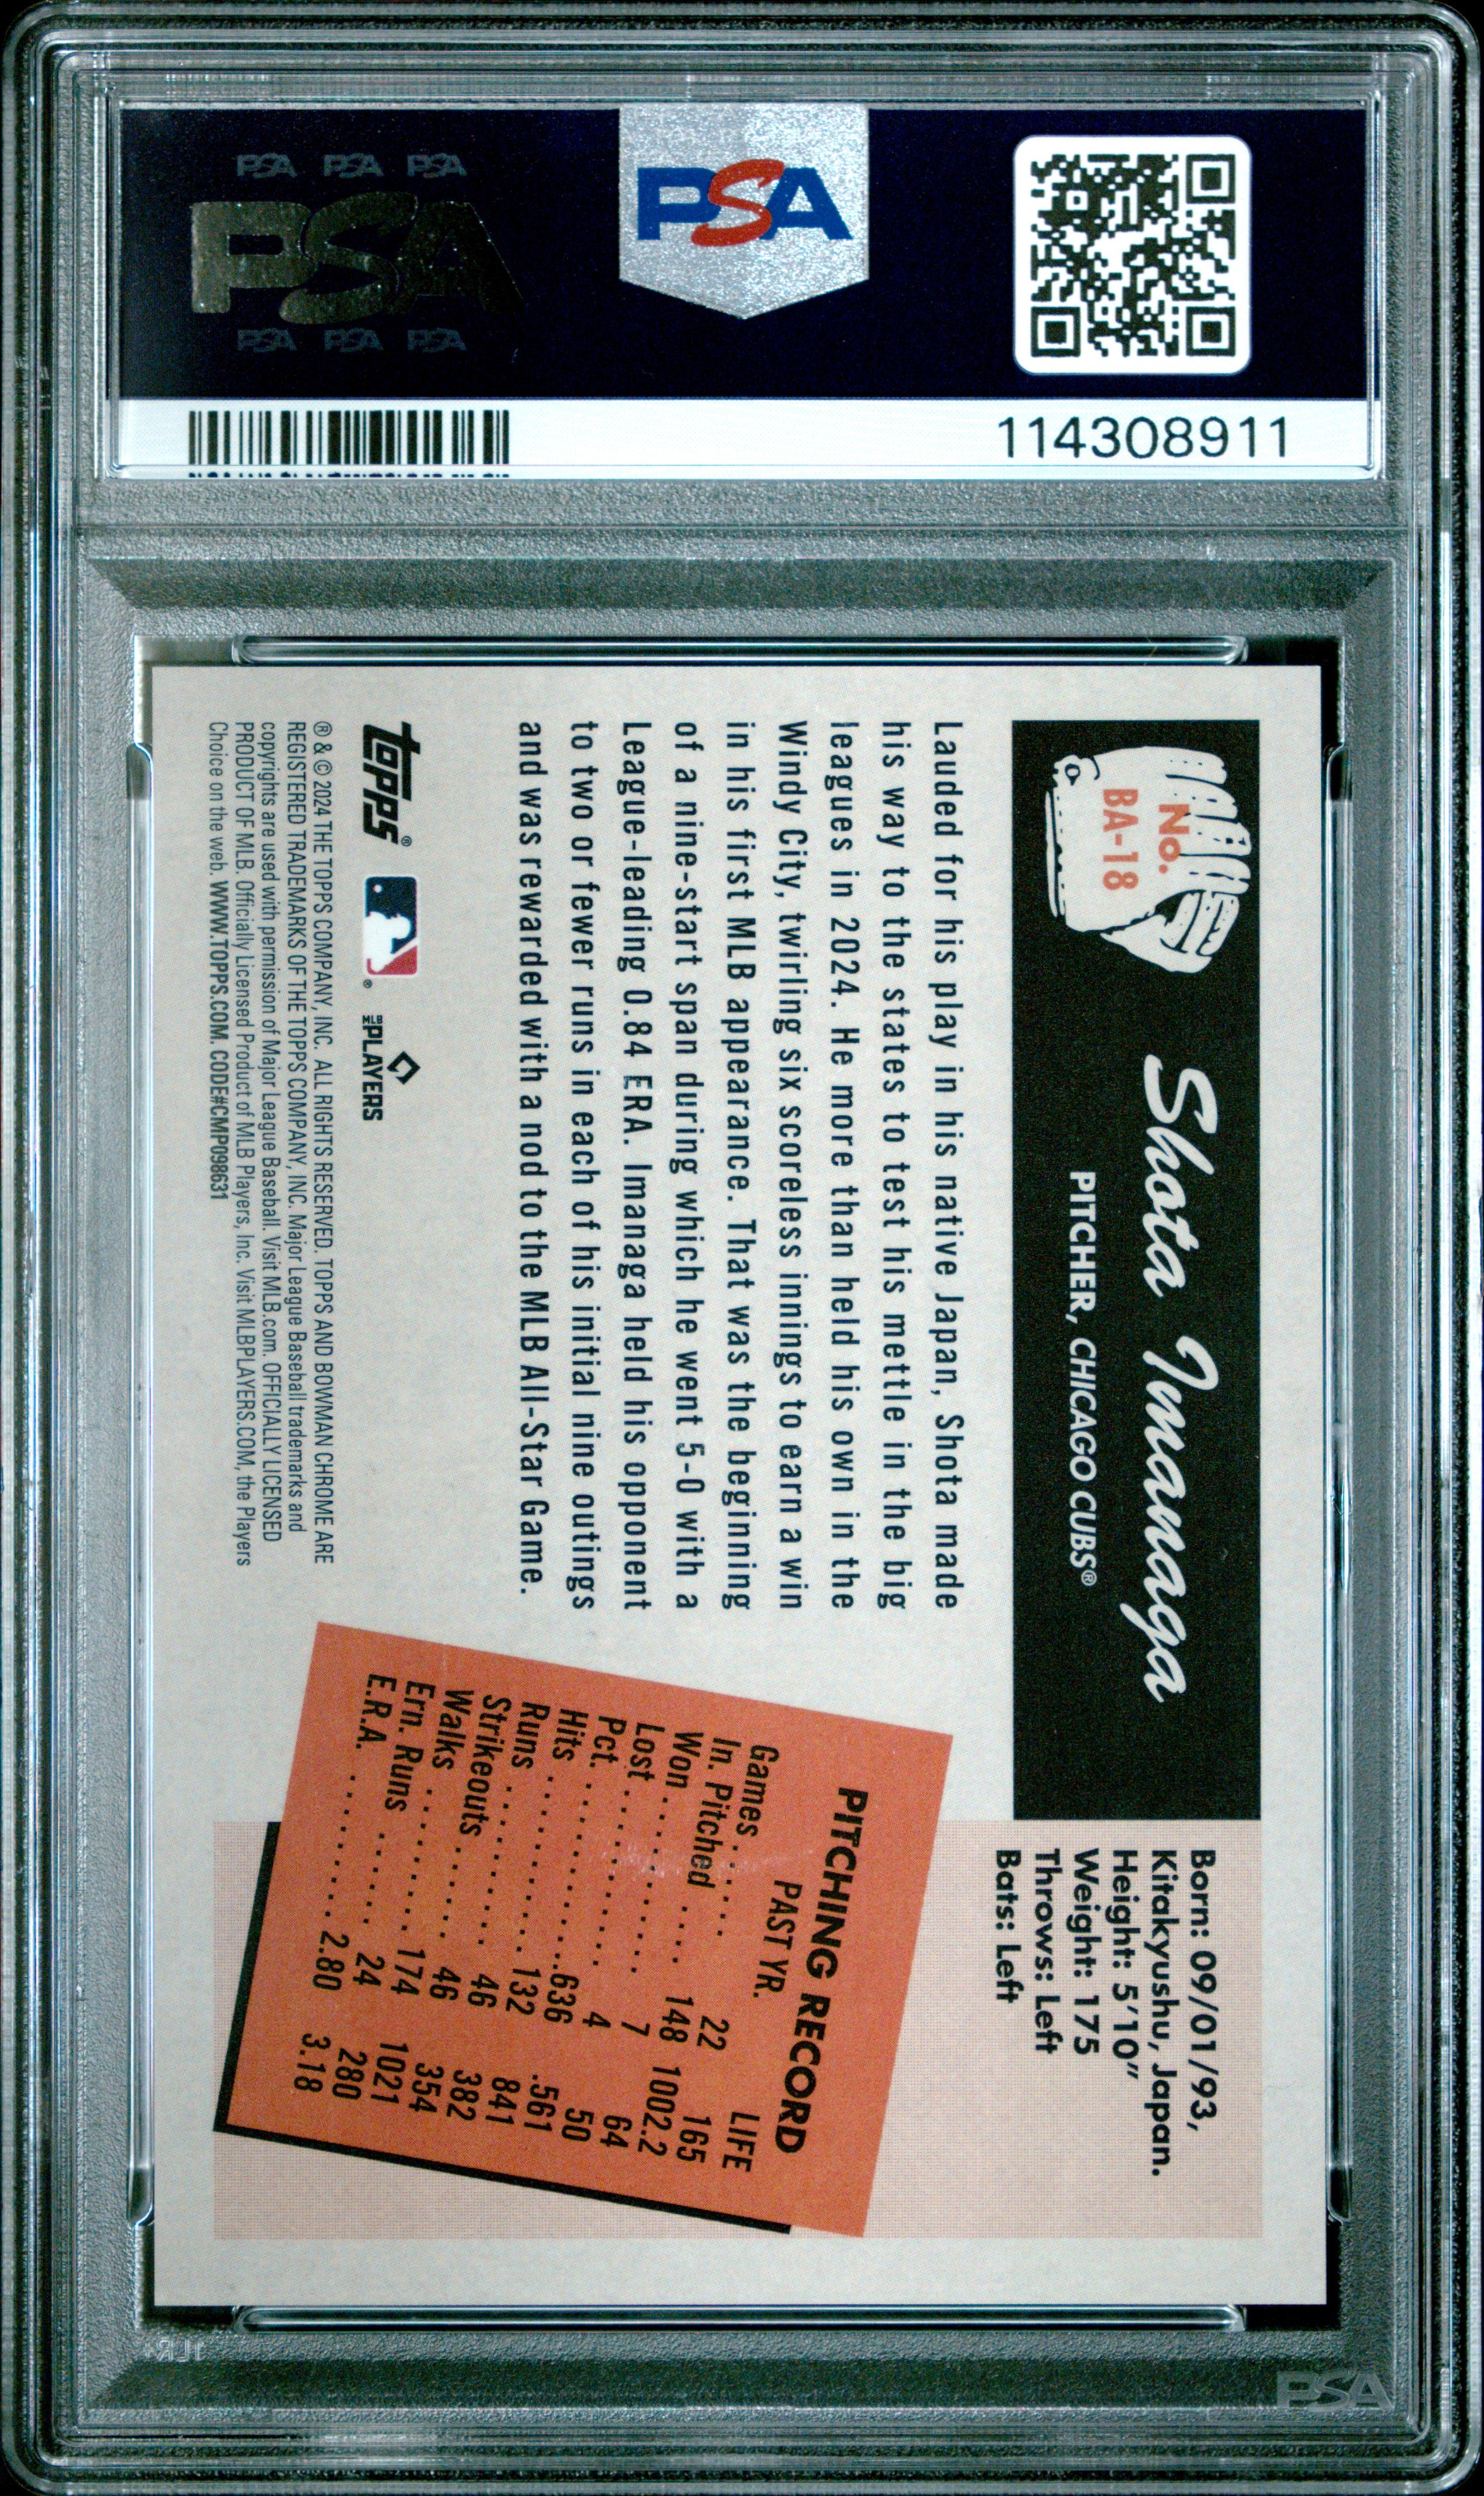 PSA PSA PSA
PSA
PSA PSA PSA
PSA
114308911
No.
BA-18
Shota Imanaga
PITCHER, CHICAGO CUBS®
Born: 09/01/93,
Kitakyushu, Japan.
Height: 5'10"
Weight: 175
Throws: Left
Bats: Left
Lauded for his play in his native Japan, Shota made
his way to the states to test his mettle in the big
leagues in 2024. He more than held his own in the
Windy City, twirling six scoreless innings to earn a win
in his first MLB appearance. That was the beginning
of a nine-start span during which he went 5-0 with a
League-leading 0.84 ERA. Imanaga held his opponent
to two or fewer runs in each of his initial nine outings
and was rewarded with a nod to the MLB All-Star Game.
PITCHING RECORD
PAST YR. LIFE
Games ...... 22 165
In. Pitched .... 148 1002.2
Won ........... 7 64
Lost ........... 4 50
Pct. ........... .636 .561
Hits ........... 132 841
Runs ........... 46 382
Strikeouts ...... 46 354
Walks .......... 174 1021
Ern. Runs ...... 24 280
E.R.A. .......... 2.80 3.18
topps® ® MLB PLAYERS
® & © 2024 THE TOPPS COMPANY, INC. ALL RIGHTS RESERVED. TOPPS AND BOWMAN CHROME ARE
REGISTERED TRADEMARKS OF THE TOPPS COMPANY, INC. Major League Baseball trademarks and
copyrights are used with permission of Major League Baseball. Visit MLB.com. OFFICIALLY LICENSED
PRODUCT OF MLB. Officially Licensed Product of MLB Players, Inc. Visit MLBPLAYERS.COM, the Players
Choice on the web. WWW.TOPPS.COM. CODE#CMP098631
PSA